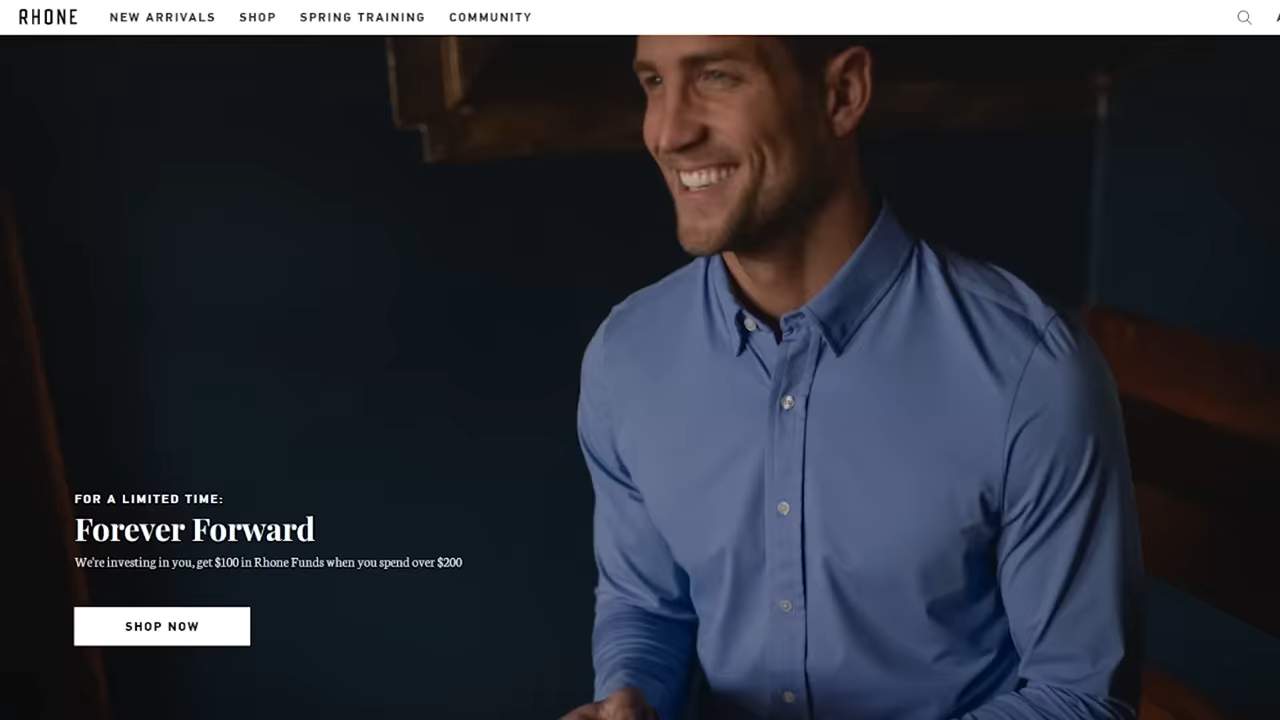 RHONE NEW ARRIVALS SHOP SPRING TRAINING COMMUNITY
FOR A LIMITED TIME:
Forever Forward
We're investing in you, get $100 in Rhone Funds when you spend over $200
SHOP NOW